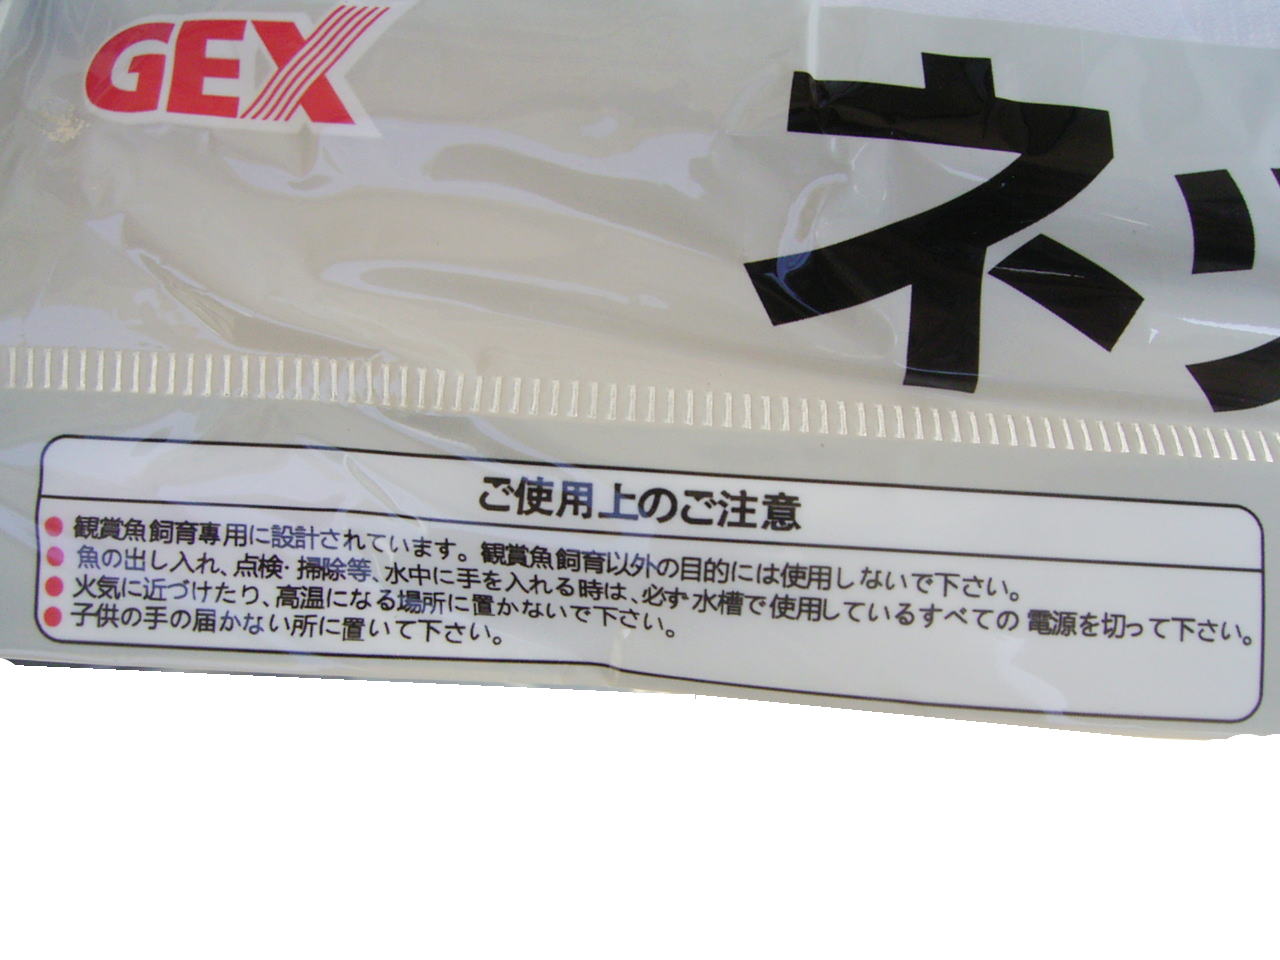 GEX
ネッ
ご使用上のご注意
● 観賞魚飼育専用に設計されています。観賞魚飼育以外の目的には使用しないで下さい。
● 魚の出し入れ、点検・掃除等、水中に手を入れる時は、必ず水槽で使用しているすべての電源を切って下さい。
● 火気に近づけたり、高温になる場所に置かないで下さい。
● 子供の手の届かない所に置いて下さい。